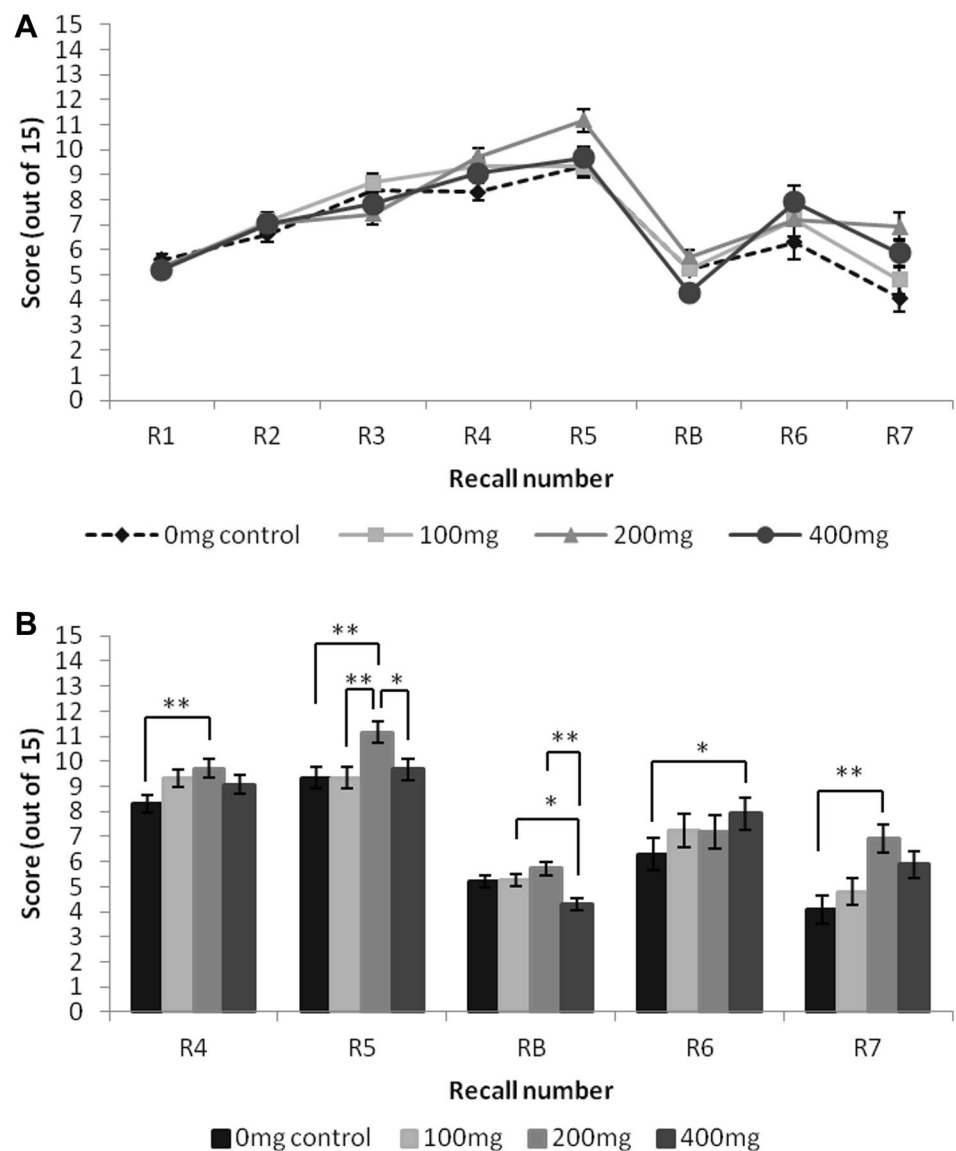 A
15
14
13
12
11
10
9
8
7
6
5
4
3
2
1
0
Score (out of 15)
R1 R2 R3 R4 R5 RB R6 R7
Recall number
0mg control 100mg 200mg 400mg
B
15
14
13
12
11
10
9
8
7
6
5
4
3
2
1
0
Score (out of 15)
** ** ** * ** * * **
R4 R5 RB R6 R7
Recall number
0mg control 100mg 200mg 400mg